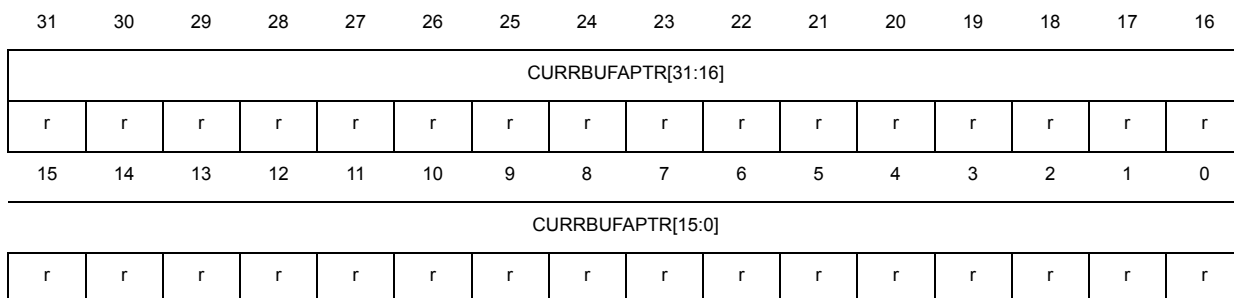 31 30 29 28 27 26 25 24 23 22 21 20 19 18 17 16
CURRBUFAPTR[31:16]
r r r r r r r r r r r r r r r r
15 14 13 12 11 10 9 8 7 6 5 4 3 2 1 0
CURRBUFAPTR[15:0]
r r r r r r r r r r r r r r r r